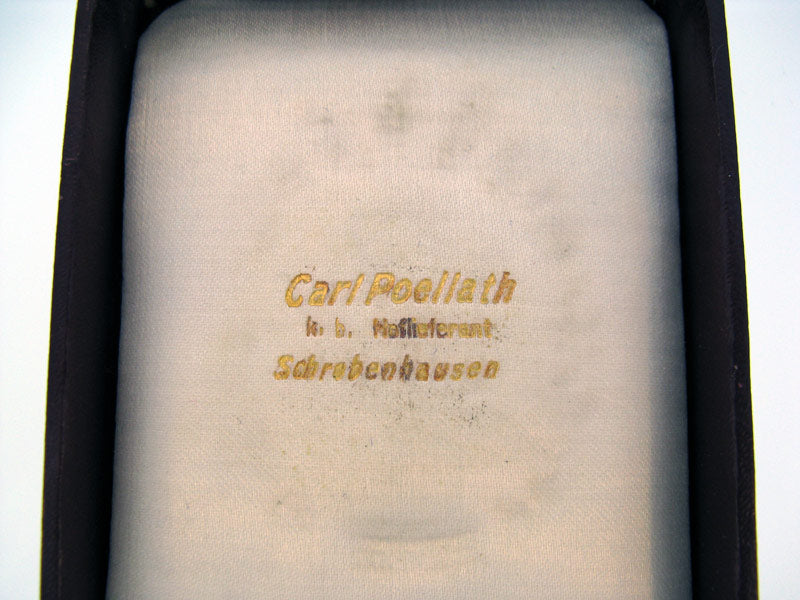 Carl Poellath
k. b. Hoflieferant
Schrobenhausen